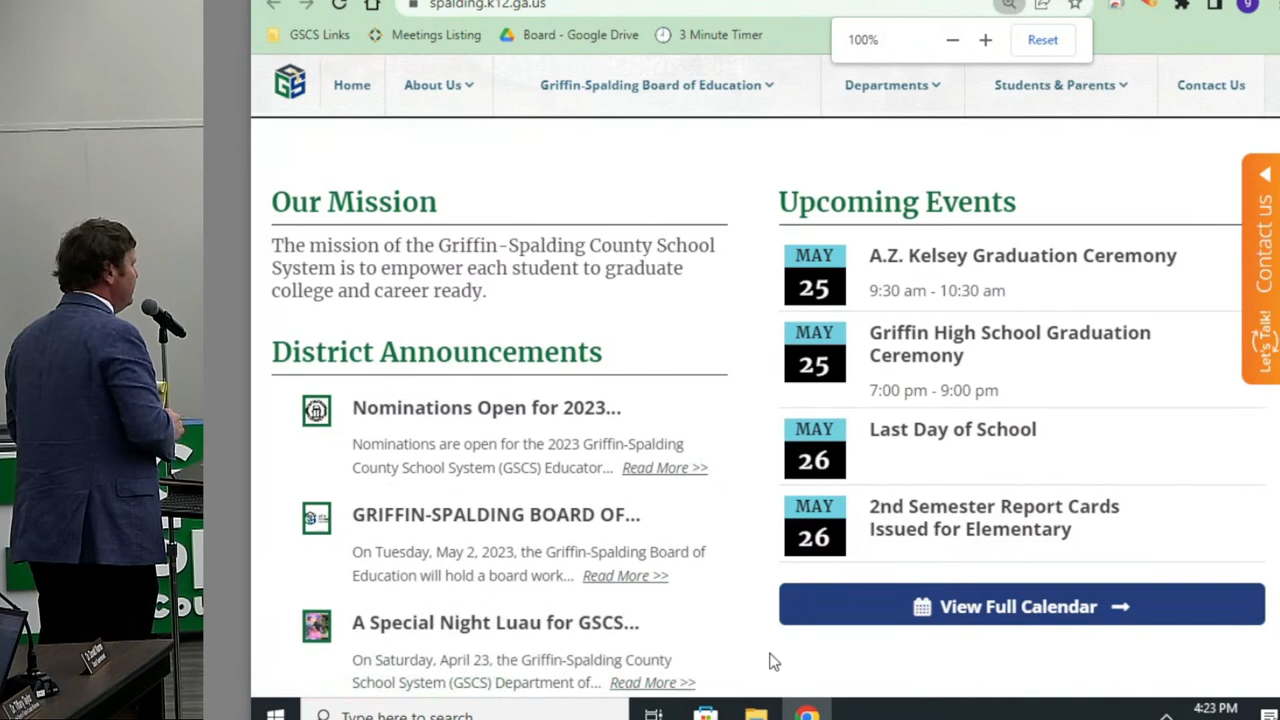 spalding.k12.ga.us
GSCS Links
Meetings Listing
Board - Google Drive
3 Minute Timer
100%
Reset
Home
About Us
Griffin-Spalding Board of Education
Departments
Students & Parents
Contact Us
Our Mission
The mission of the Griffin-Spalding County School
System is to empower each student to graduate
college and career ready.
District Announcements
Nominations Open for 2023...
Nominations are open for the 2023 Griffin-Spalding
County School System (GSCS) Educator... Read More >>
GRIFFIN-SPALDING BOARD OF...
On Tuesday, May 2, 2023, the Griffin-Spalding Board of
Education will hold a board work... Read More >>
A Special Night Luau for GSCS...
On Saturday, April 23, the Griffin-Spalding County
School System (GSCS) Department of... Read More >>
Upcoming Events
MAY
25
A.Z. Kelsey Graduation Ceremony
9:30 am - 10:30 am
MAY
25
Griffin High School Graduation
Ceremony
7:00 pm - 9:00 pm
MAY
26
Last Day of School
MAY
26
2nd Semester Report Cards
Issued for Elementary
View Full Calendar
Contact us
Let's Talk!
Type here to search
4:23 PM